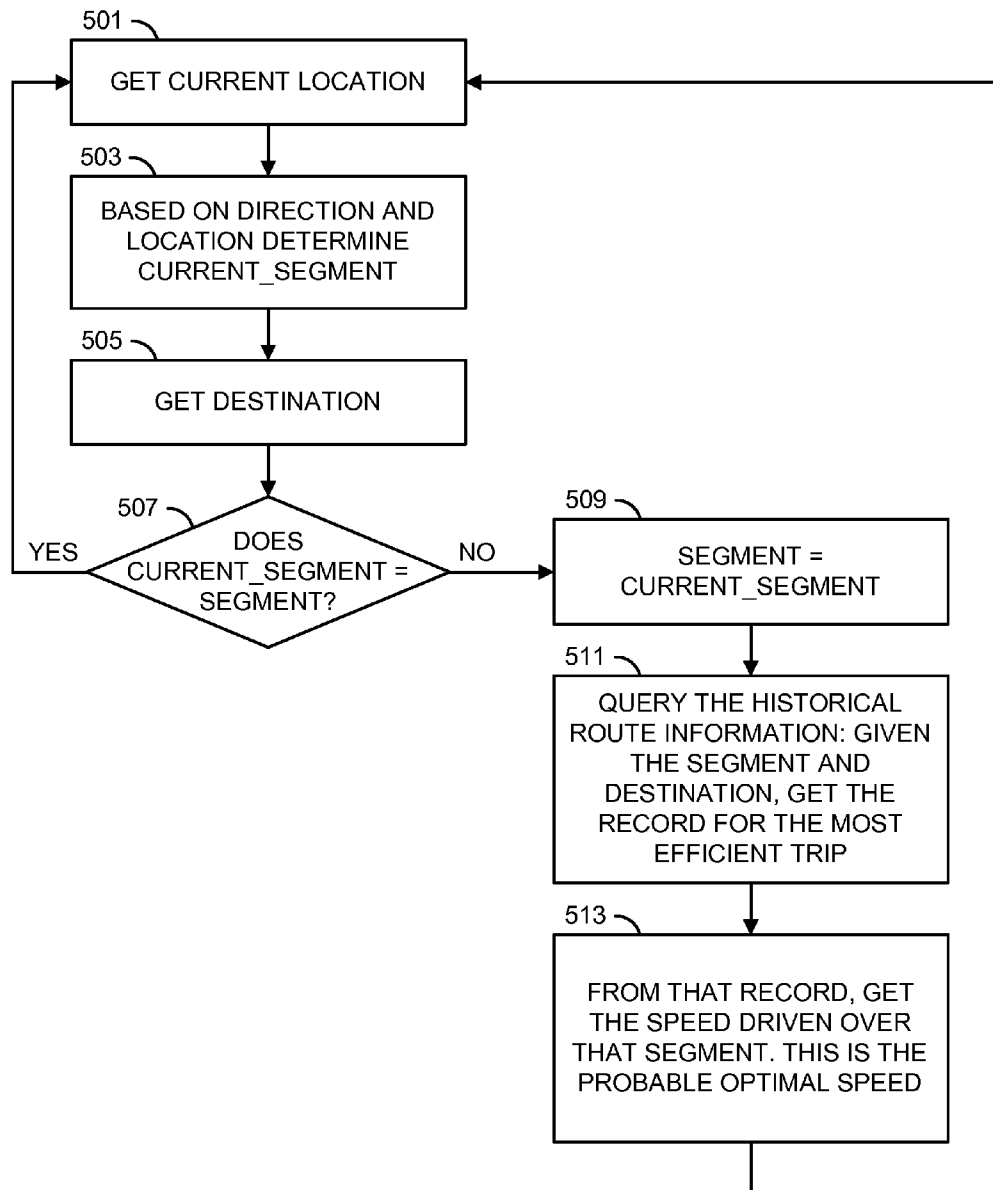 501
GET CURRENT LOCATION
503
BASED ON DIRECTION AND
LOCATION DETERMINE
CURRENT_SEGMENT
505
GET DESTINATION
507
DOES
CURRENT_SEGMENT =
SEGMENT?
YES
NO
509
SEGMENT =
CURRENT_SEGMENT
511
QUERY THE HISTORICAL
ROUTE INFORMATION: GIVEN
THE SEGMENT AND
DESTINATION, GET THE
RECORD FOR THE MOST
EFFICIENT TRIP
513
FROM THAT RECORD, GET
THE SPEED DRIVEN OVER
THAT SEGMENT. THIS IS THE
PROBABLE OPTIMAL SPEED